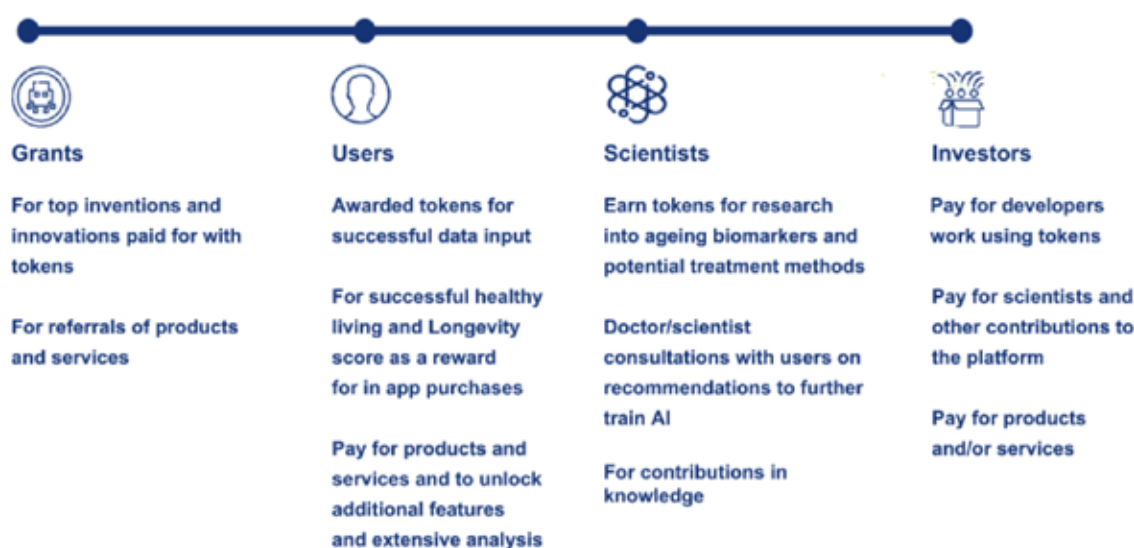 Grants
For top inventions and
innovations paid for with
tokens
For referrals of products
and services
Users
Awarded tokens for
successful data input
For successful healthy
living and Longevity
score as a reward
for in app purchases
Pay for products and
services and to unlock
additional features
and extensive analysis
Scientists
Earn tokens for research
into ageing biomarkers and
potential treatment methods
Doctor/scientist
consultations with users on
recommendations to further
train AI
For contributions in
knowledge
Investors
Pay for developers
work using tokens
Pay for scientists and
other contributions to
the platform
Pay for products
and/or services